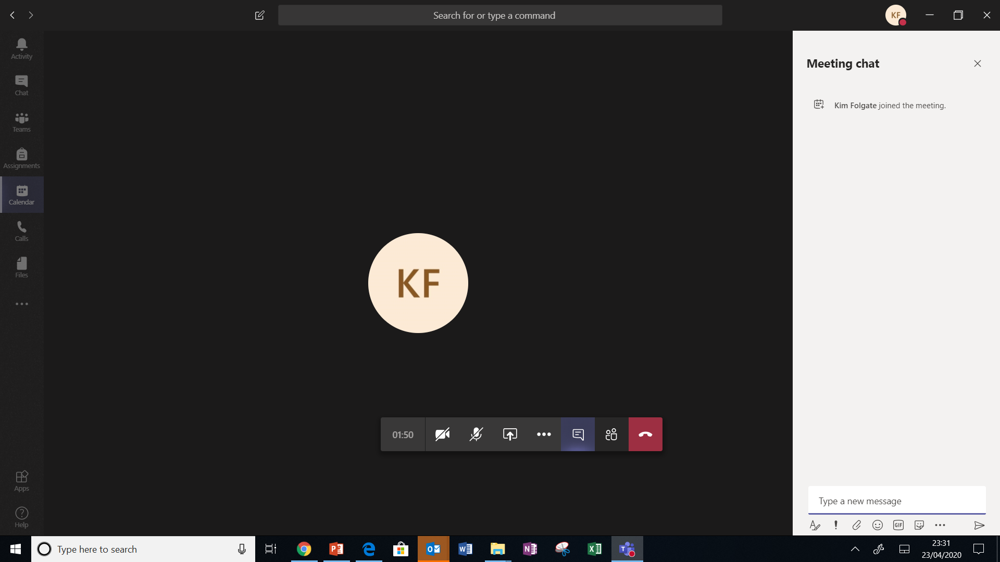 Search for or type a command
KF
Activity
Chat
Teams
Assignments
Calendar
Calls
Files
Apps
Help
KF
01:50
Meeting chat
Kim Folgate joined the meeting.
Type a new message
GIF
Type here to search
P
O
W
N
X
T
23:31
23/04/2020